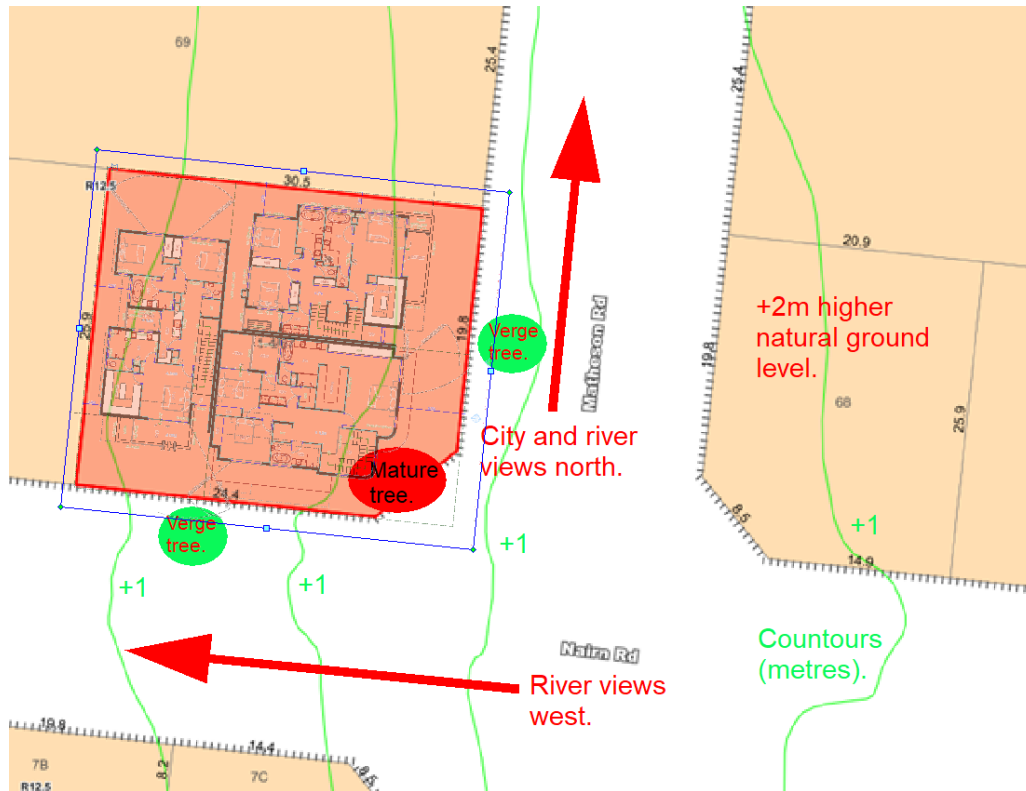 69
25.4
25.4
R12.5
30.5
20.9
+2m higher
natural ground
level.
Verge
tree.
19.8
Matheson Rd
19.8
68
25.9
City and river
views north.
Mature
tree.
24.4
8.5
Verge
tree.
+1
+1
+1
+1
14.9
Nairn Rd
Countours
(metres).
River views
west.
19.8
14.4
8.5
7B
8.2
7C
R12.5